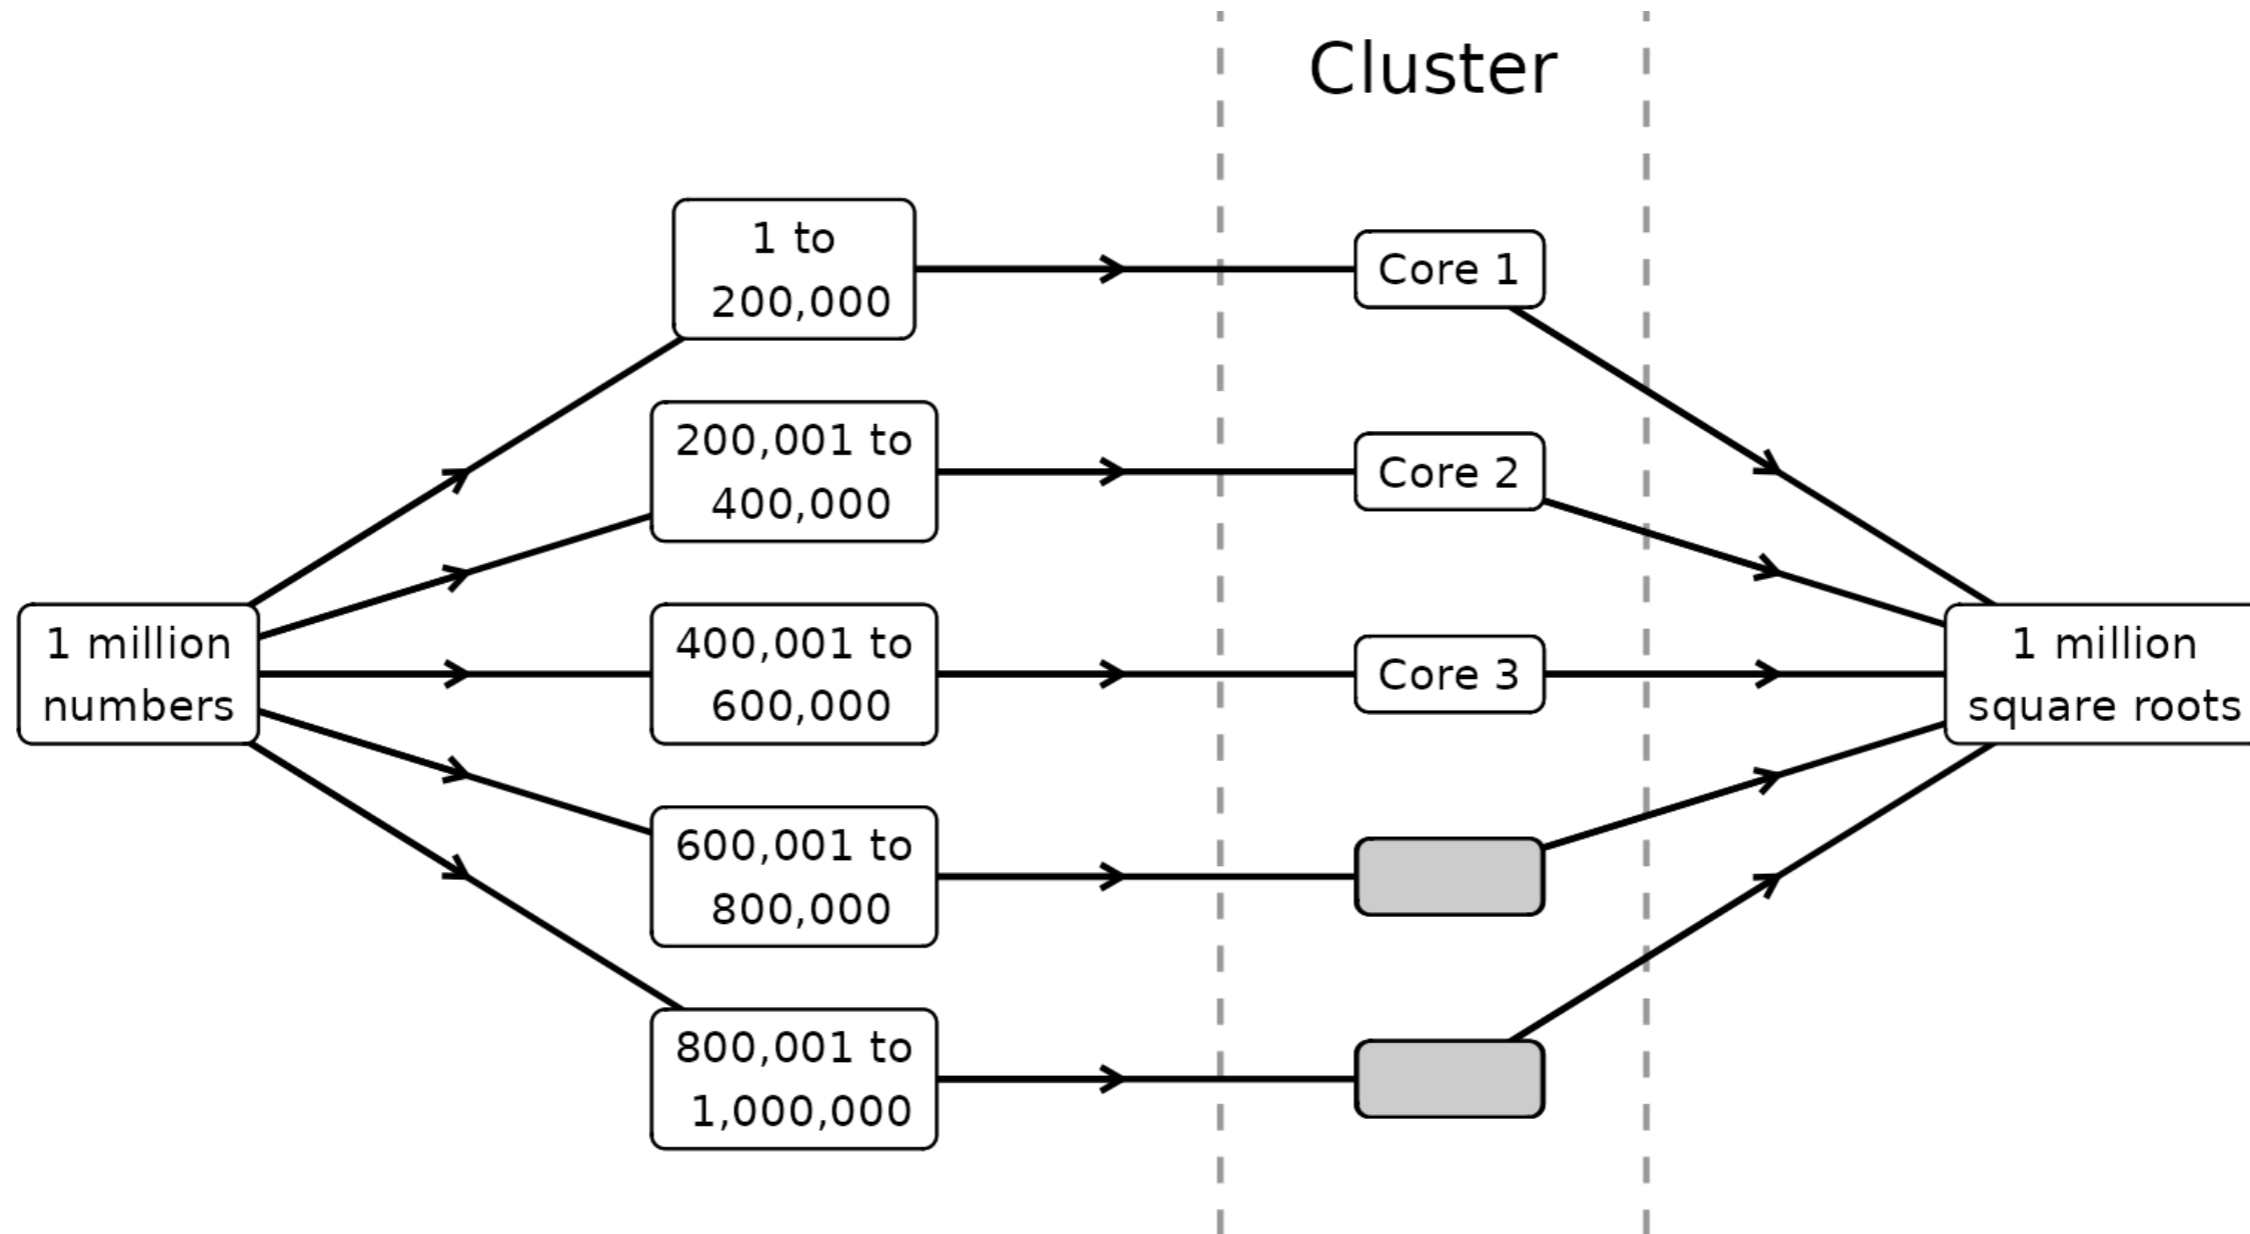 Cluster
1 million
numbers
1 to
200,000
200,001 to
400,000
400,001 to
600,000
600,001 to
800,000
800,001 to
1,000,000
Core 1
Core 2
Core 3
1 million
square roots